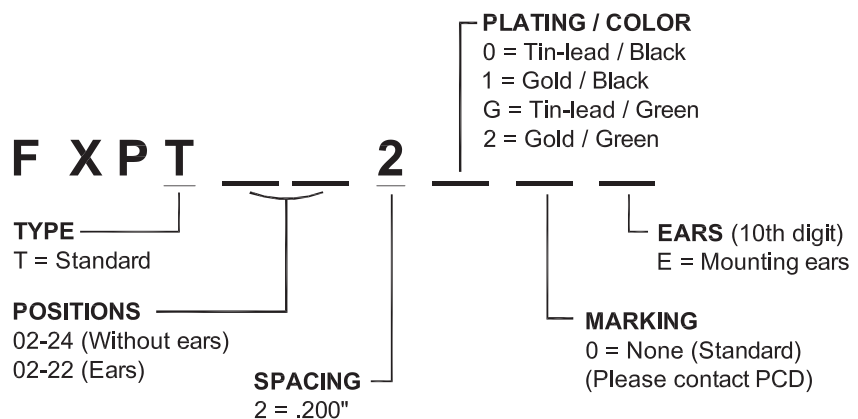 PLATING / COLOR
0 = Tin-lead / Black
1 = Gold / Black
G = Tin-lead / Green
2 = Gold / Green
F X P T 2
TYPE
T = Standard
EARS (10th digit)
E = Mounting ears
POSITIONS
02-24 (Without ears)
02-22 (Ears)
MARKING
0 = None (Standard)
(Please contact PCD)
SPACING
2 = .200"